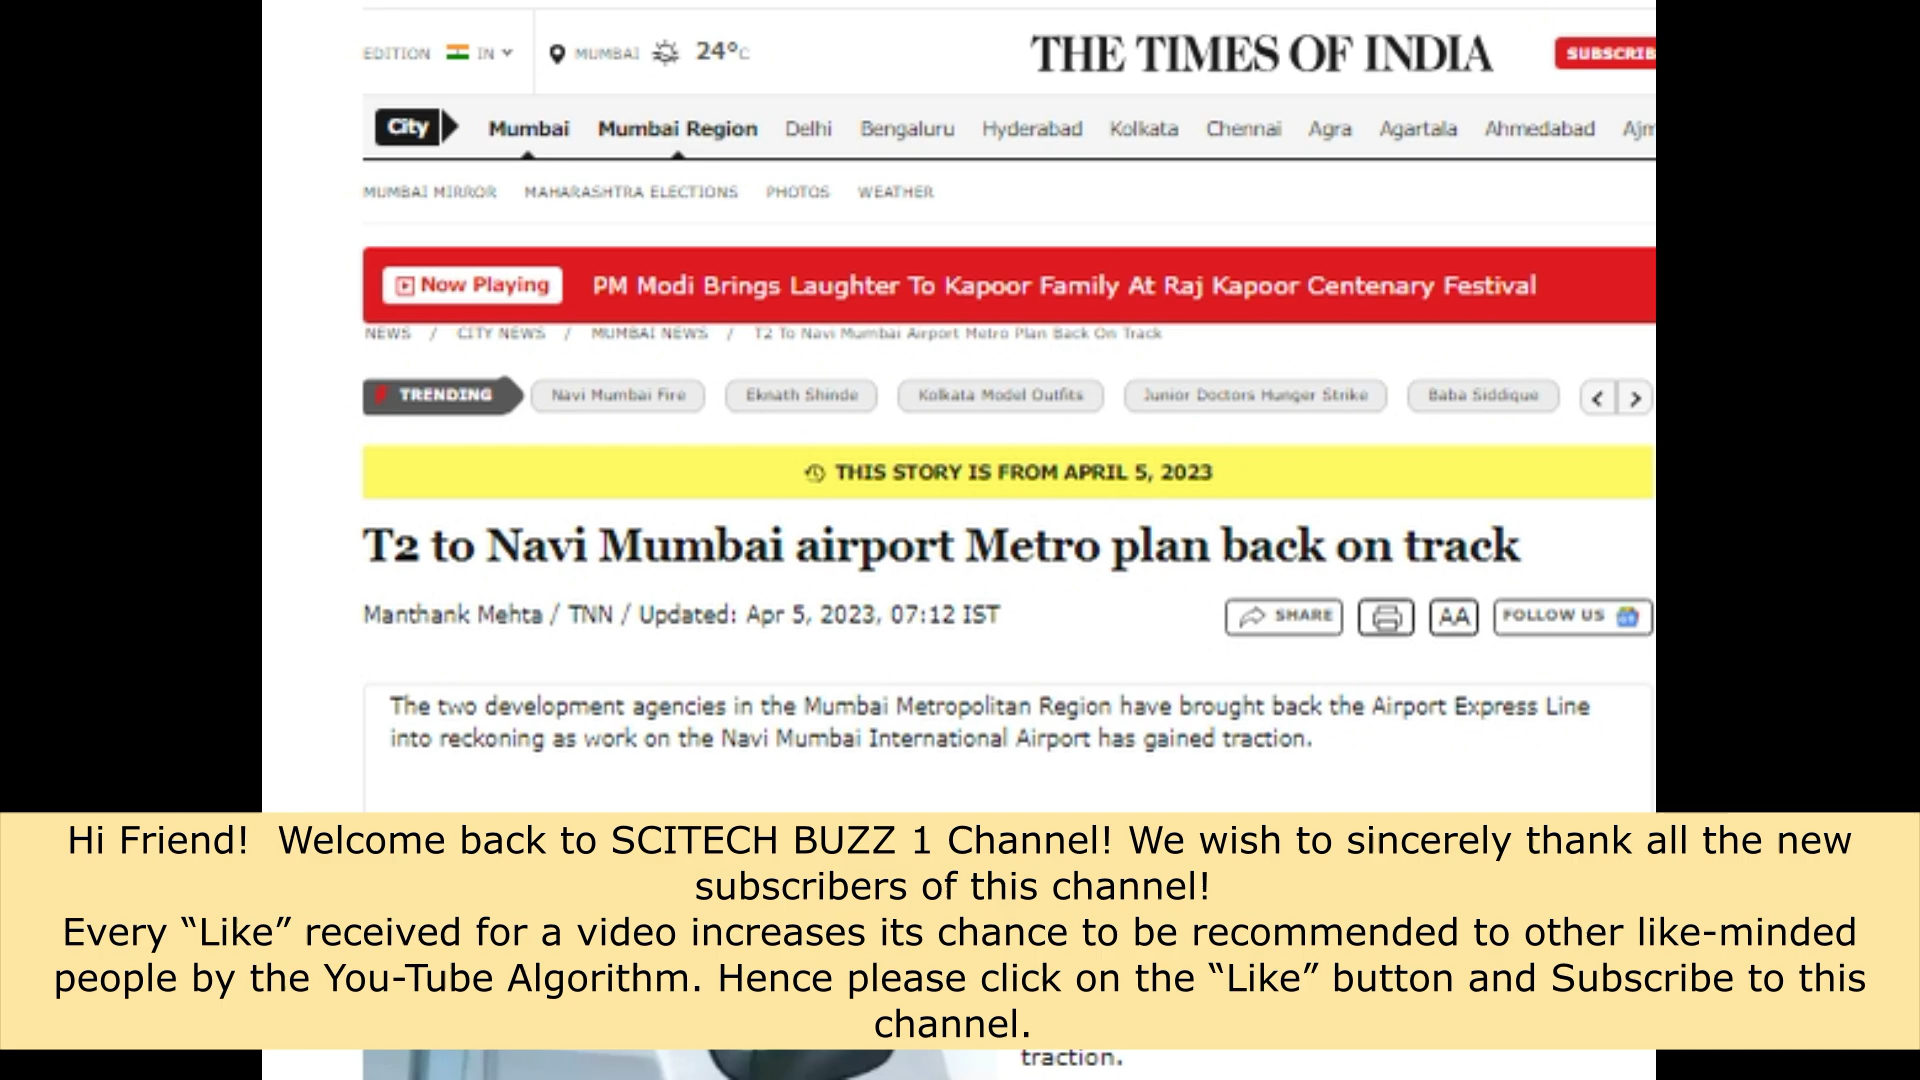 EDITION IN MUMBAI 24°C THE TIMES OF INDIA SUBSCRIB
City Mumbai Mumbai Region Delhi Bengaluru Hyderabad Kolkata Chennai Agra Agartala Ahmedabad Ajm
MUMBAI MIRROR MAHARASHTRA ELECTIONS PHOTOS WEATHER
Now Playing PM Modi Brings Laughter To Kapoor Family At Raj Kapoor Centenary Festival
NEWS / CITY NEWS / MUMBAI NEWS / T2 To Navi Mumbai Airport Metro Plan Back On Track
TRENDING Navi Mumbai Fire Eknath Shinde Kolkata Model Outfits Junior Doctors Hunger Strike Baba Siddique
THIS STORY IS FROM APRIL 5, 2023
T2 to Navi Mumbai airport Metro plan back on track
Manthank Mehta / TNN / Updated: Apr 5, 2023, 07:12 IST SHARE AA FOLLOW US
The two development agencies in the Mumbai Metropolitan Region have brought back the Airport Express Line
into reckoning as work on the Navi Mumbai International Airport has gained traction.
Hi Friend! Welcome back to SCITECH BUZZ 1 Channel! We wish to sincerely thank all the new
subscribers of this channel!
Every “Like” received for a video increases its chance to be recommended to other like-minded
people by the You-Tube Algorithm. Hence please click on the “Like” button and Subscribe to this
channel.
traction.